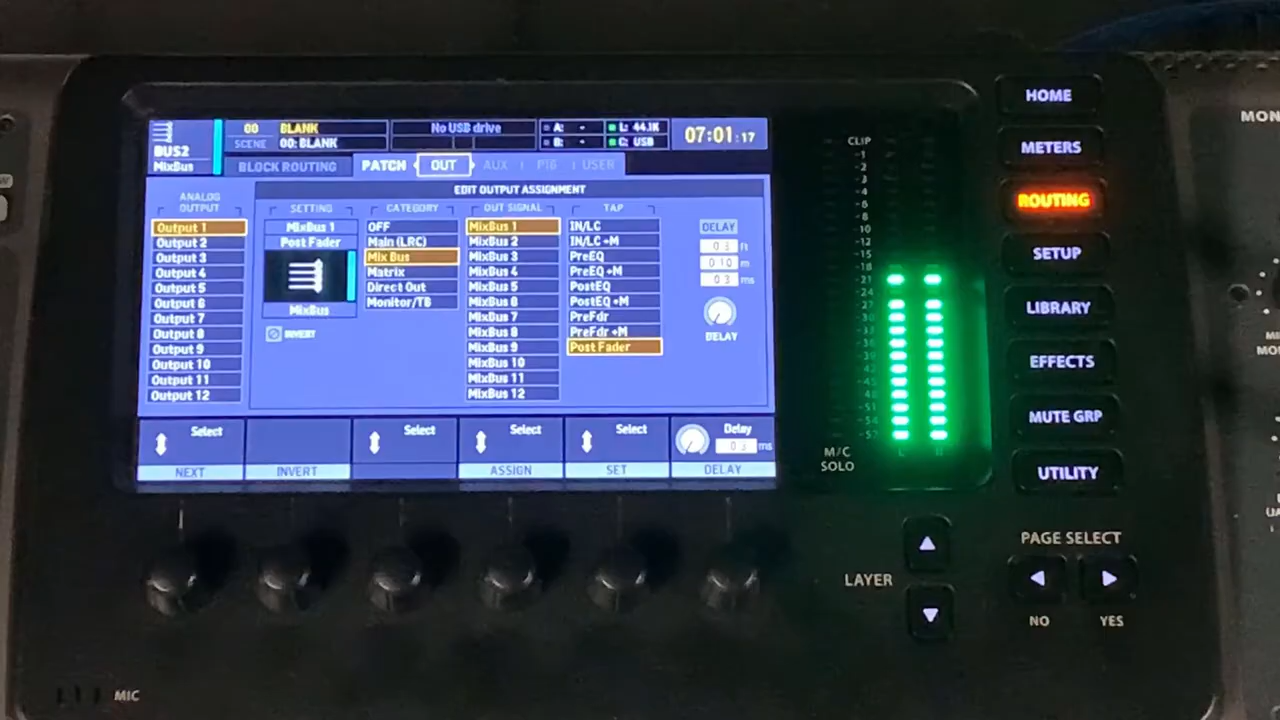 BUS2
MixBus
00 BLANK
SCENE 00: BLANK
No USB drive
A: -
B: -
L: 44.1K
C: USB
07:01:17
BLOCK ROUTING
PATCH
OUT
AUX
P16
USER
EDIT OUTPUT ASSIGNMENT
ANALOG
OUTPUT
Output 1
Output 2
Output 3
Output 4
Output 5
Output 6
Output 7
Output 8
Output 9
Output 10
Output 11
Output 12
SETTING
MixBus 1
Post Fader
MixBus
INVERT
CATEGORY
OFF
Main (LRC)
Mix Bus
Matrix
Direct Out
Monitor/TB
OUT SIGNAL
MixBus 1
MixBus 2
MixBus 3
MixBus 4
MixBus 5
MixBus 6
MixBus 7
MixBus 8
MixBus 9
MixBus 10
MixBus 11
MixBus 12
TAP
IN/LC
IN/LC +M
PreEQ
PreEQ +M
PostEQ
PostEQ +M
PreFdr
PreFdr +M
Post Fader
DELAY
0.3 ft
0.10 m
0.3 ms
DELAY
Select
NEXT
INVERT
Select
Select
ASSIGN
Select
SET
Delay
0.3 ms
DELAY
CLIP
-1
-2
-3
-4
-6
-8
-10
-12
-15
-18
-21
-24
-27
-30
-33
-36
-39
-42
-45
-48
-51
-54
-57
L R
M/C
SOLO
HOME
METERS
ROUTING
SETUP
LIBRARY
EFFECTS
MUTE GRP
UTILITY
LAYER
PAGE SELECT
NO
YES
MIC
MON